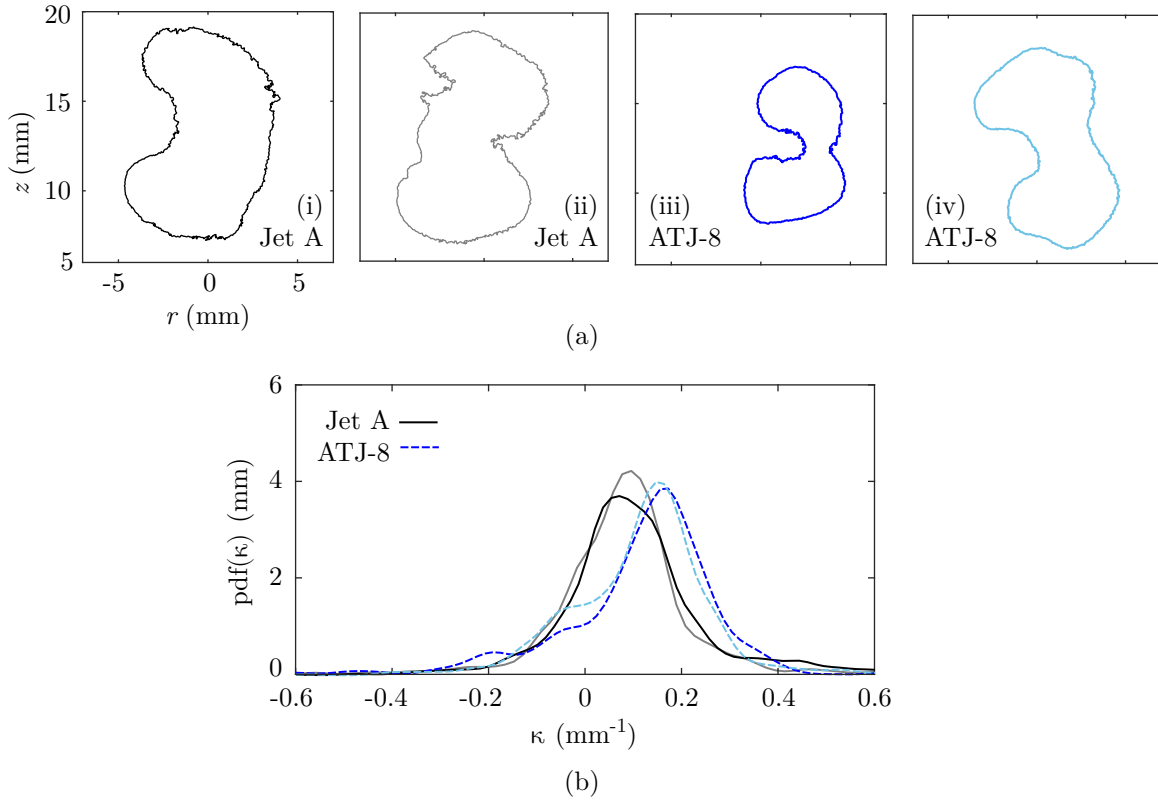 20
15
10
5
z (mm)
-5 0 5
r (mm)
(i)
Jet A
(ii)
Jet A
(iii)
ATJ-8
(iv)
ATJ-8
(a)
6
4
2
0
pdf(κ) (mm)
Jet A
ATJ-8
-0.6 -0.4 -0.2 0 0.2 0.4 0.6
κ (mm⁻¹)
(b)